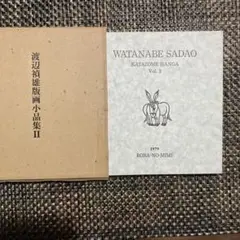 渡辺禎雄版画小品集Ⅱ
WATANABE SADAO
KATAZOME HANGA
Vol. 2
1979
ROBA-NO-MIMI